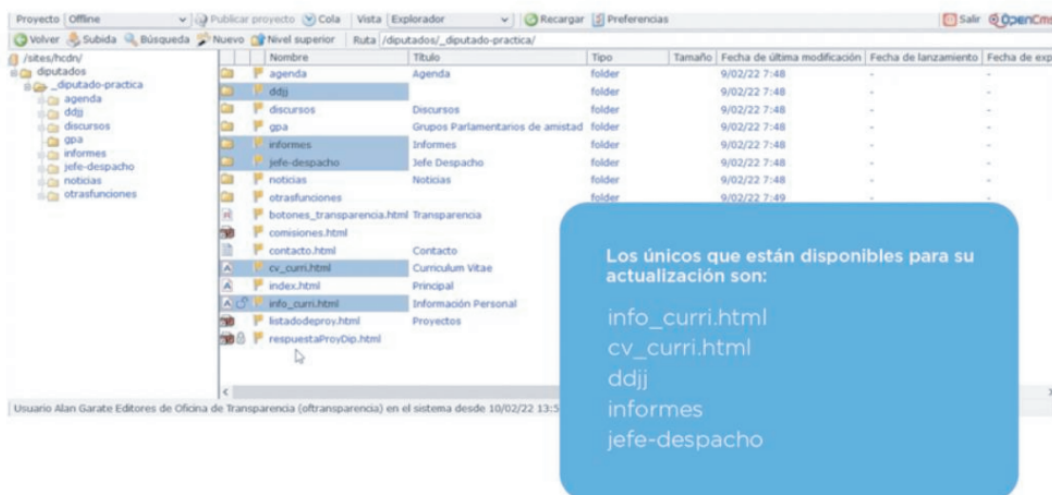 Proyecto Offline Publicar proyecto Cola Vista Explorador Recargar Preferencias Salir OpenCms
Volver Subida Búsqueda Nuevo Nivel superior Ruta /diputados/_diputado-practica/
/sites/hcdn/
diputados
_diputado-practica
agenda
ddjj
discursos
gpa
informes
jefe-despacho
noticias
otrasfunciones
Nombre Título Tipo Tamaño Fecha de última modificación Fecha de lanzamiento Fecha de exp
agenda Agenda folder 9/02/22 7:48 - -
ddjj folder 9/02/22 7:48 - -
discursos Discursos folder 9/02/22 7:48 - -
gpa Grupos Parlamentarios de amistad folder 9/02/22 7:48 - -
informes Informes folder 9/02/22 7:48 - -
jefe-despacho Jefe Despacho folder 9/02/22 7:48 - -
noticias Noticias folder 9/02/22 7:48 - -
otrasfunciones folder 9/02/22 7:49 - -
botones_transparencia.html Transparencia
comisiones.html
contacto.html Contacto
cv_curri.html Curriculum Vitae
index.html Principal
info_curri.html Información Personal
listadodeproy.html Proyectos
respuestaProyDip.html
Usuario Alan Garate Editores de Oficina de Transparencia (oftransparencia) en el sistema desde 10/02/22 13:5
Los únicos que están disponibles para su
actualización son:
info_curri.html
cv_curri.html
ddjj
informes
jefe-despacho